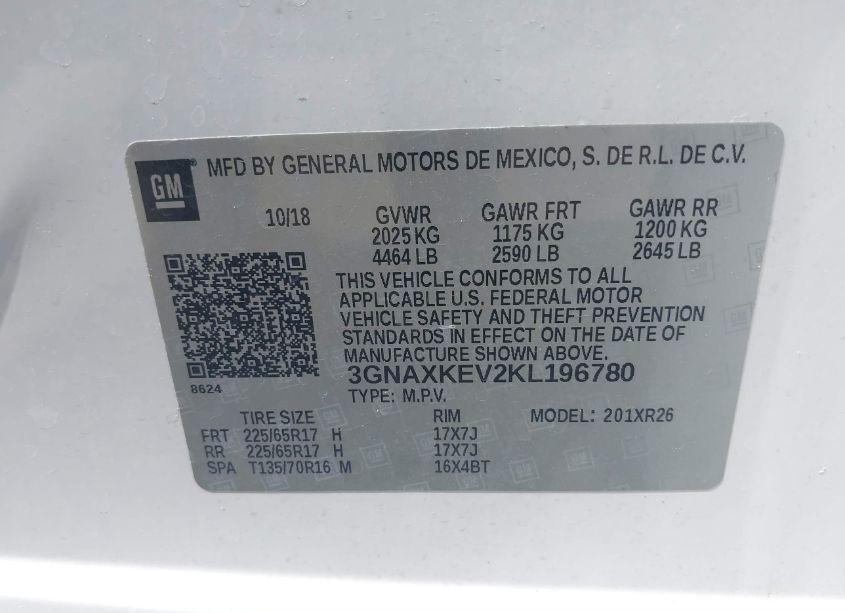 GM
MFD BY GENERAL MOTORS DE MEXICO, S. DE R.L. DE C.V.
10/18 GVWR GAWR FRT GAWR RR
2025 KG 1175 KG 1200 KG
4464 LB 2590 LB 2645 LB
THIS VEHICLE CONFORMS TO ALL
APPLICABLE U.S. FEDERAL MOTOR
VEHICLE SAFETY AND THEFT PREVENTION
STANDARDS IN EFFECT ON THE DATE OF
MANUFACTURE SHOWN ABOVE.
3GNAXKEV2KL196780
8624
TYPE: M.P.V.
TIRE SIZE RIM MODEL: 201XR26
FRT 225/65R17 H 17X7J
RR 225/65R17 H 17X7J
SPA T135/70R16 M 16X4BT